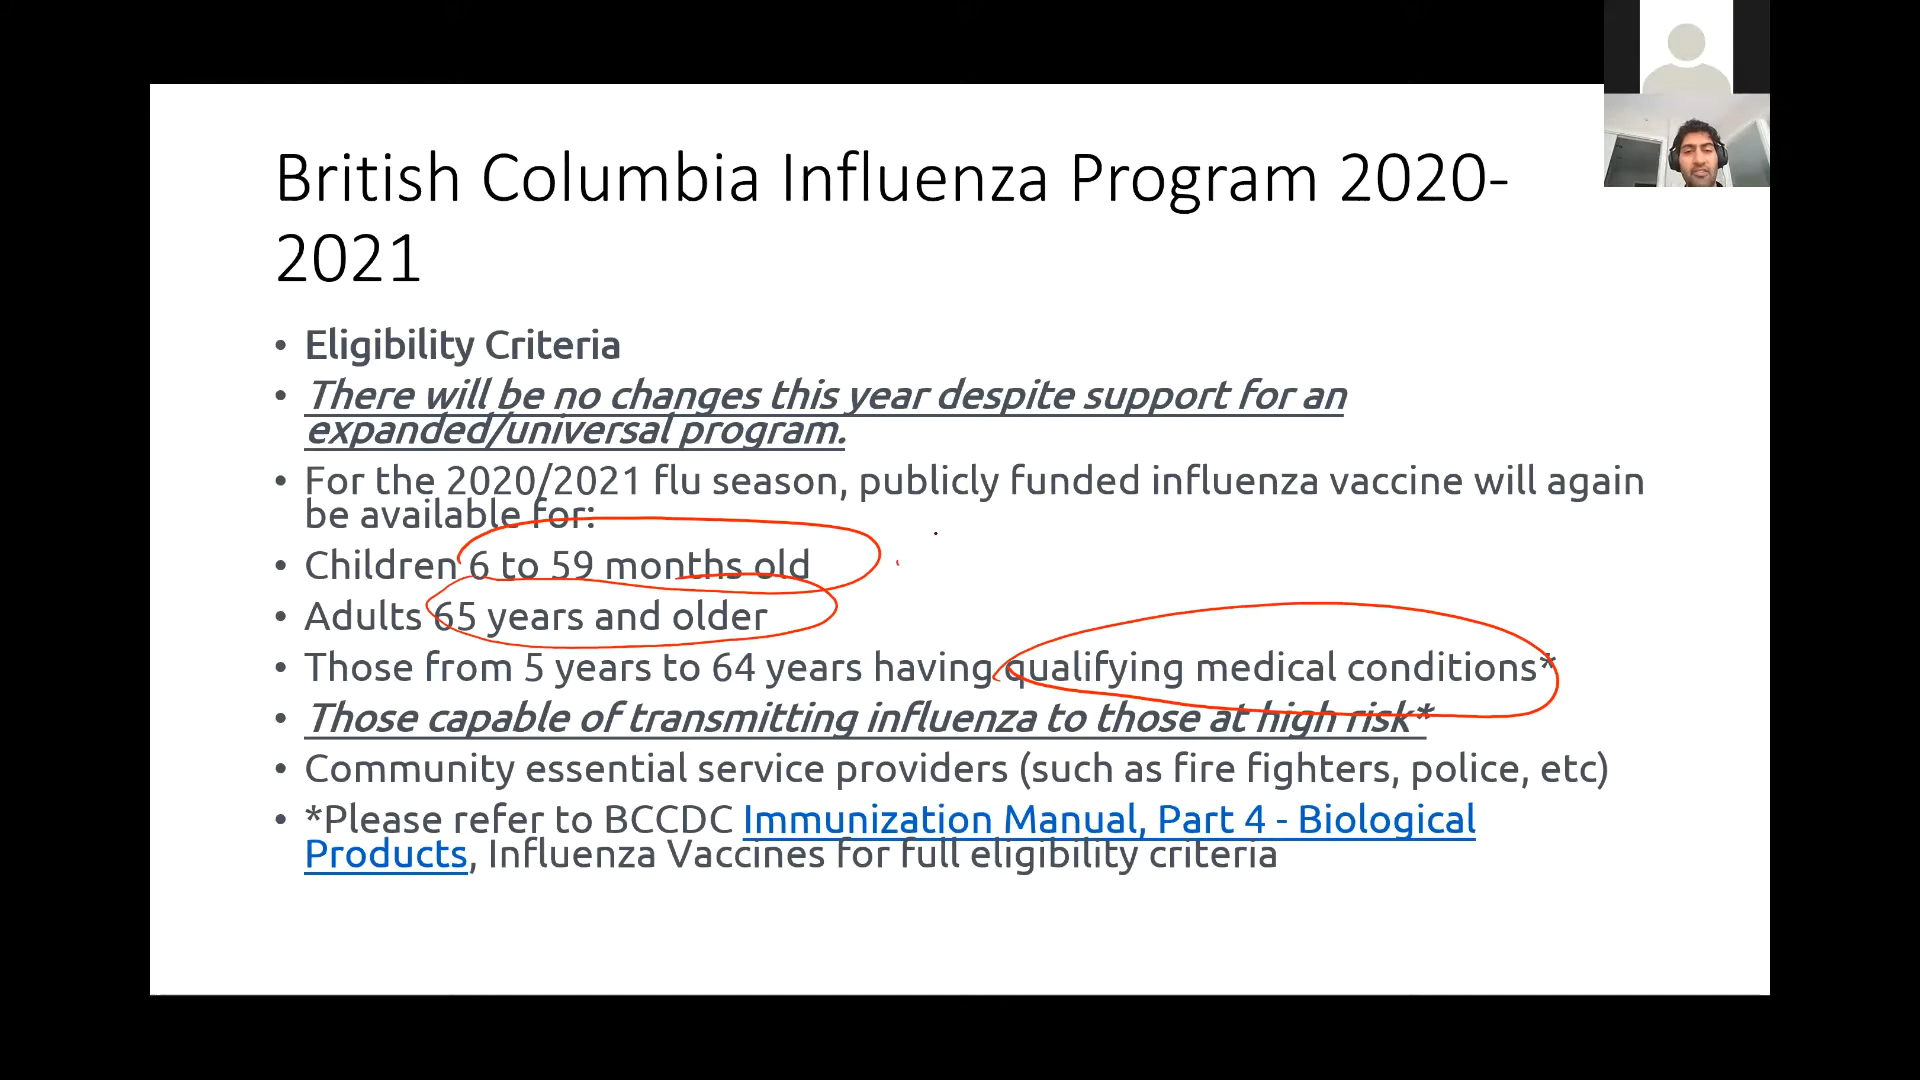 British Columbia Influenza Program 2020-
2021
• Eligibility Criteria
• There will be no changes this year despite support for an
expanded/universal program.
• For the 2020/2021 flu season, publicly funded influenza vaccine will again
be available for:
• Children 6 to 59 months old
• Adults 65 years and older
• Those from 5 years to 64 years having qualifying medical conditions*
• Those capable of transmitting influenza to those at high risk*
• Community essential service providers (such as fire fighters, police, etc)
• *Please refer to BCCDC Immunization Manual, Part 4 - Biological
Products, Influenza Vaccines for full eligibility criteria